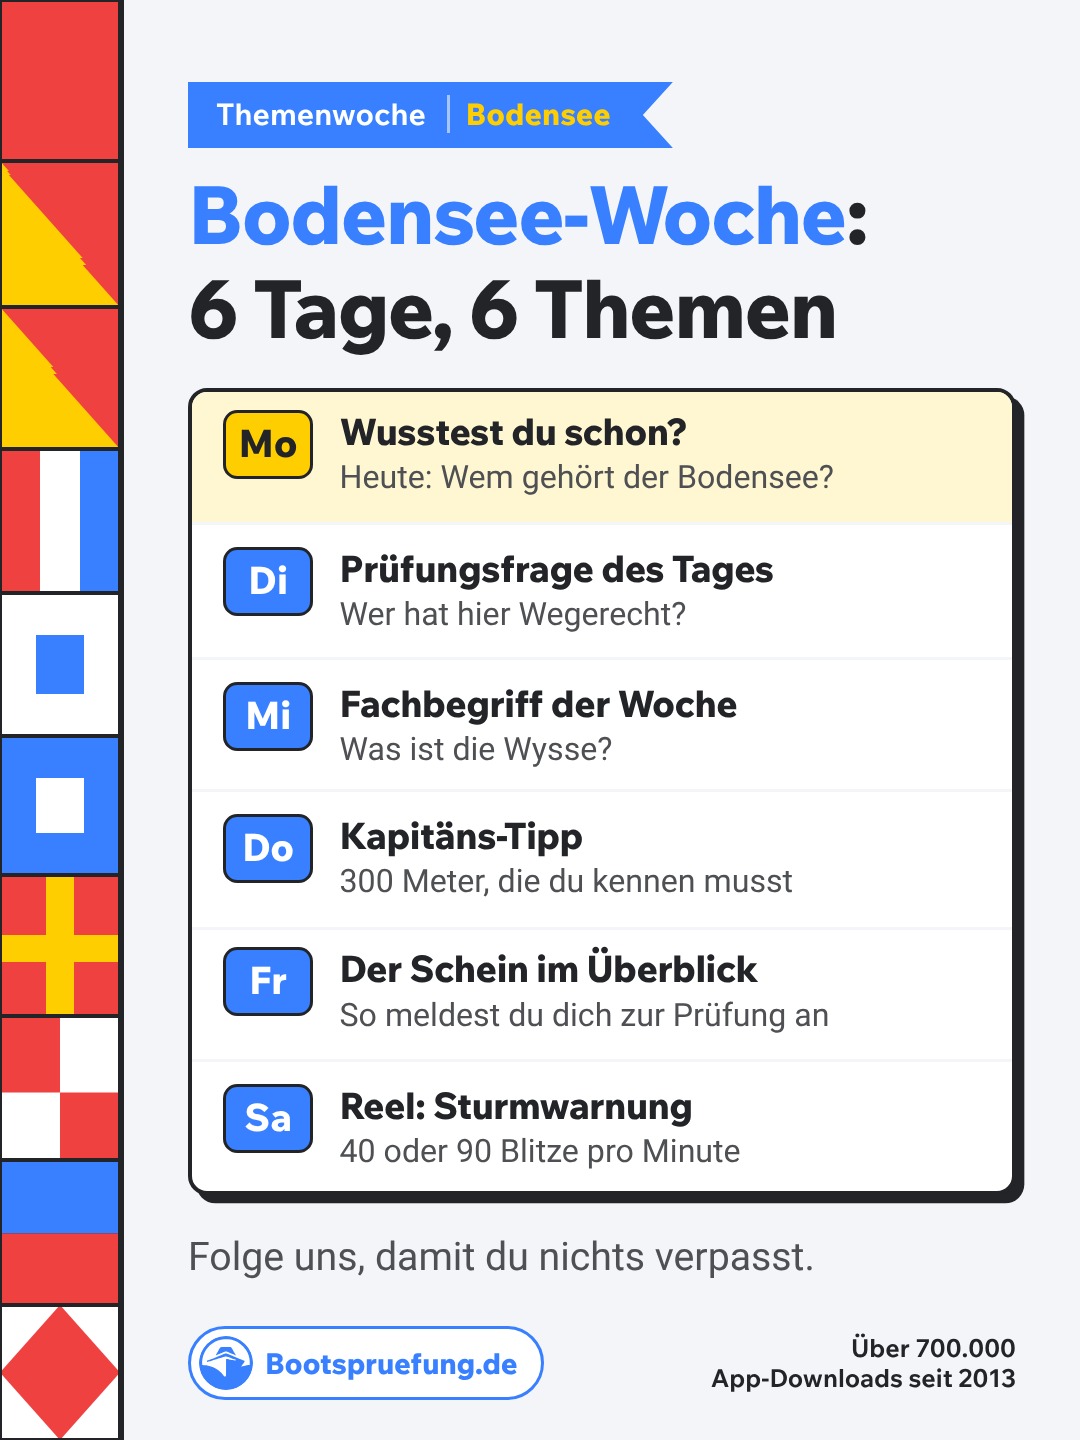 Themenwoche | Bodensee
Bodensee-Woche:
6 Tage, 6 Themen
Mo
Wusstest du schon?
Heute: Wem gehört der Bodensee?
Di
Prüfungsfrage des Tages
Wer hat hier Wegerecht?
Mi
Fachbegriff der Woche
Was ist die Wysse?
Do
Kapitäns-Tipp
300 Meter, die du kennen musst
Fr
Der Schein im Überblick
So meldest du dich zur Prüfung an
Sa
Reel: Sturmwarnung
40 oder 90 Blitze pro Minute
Folge uns, damit du nichts verpasst.
Bootspruefung.de
Über 700.000
App-Downloads seit 2013